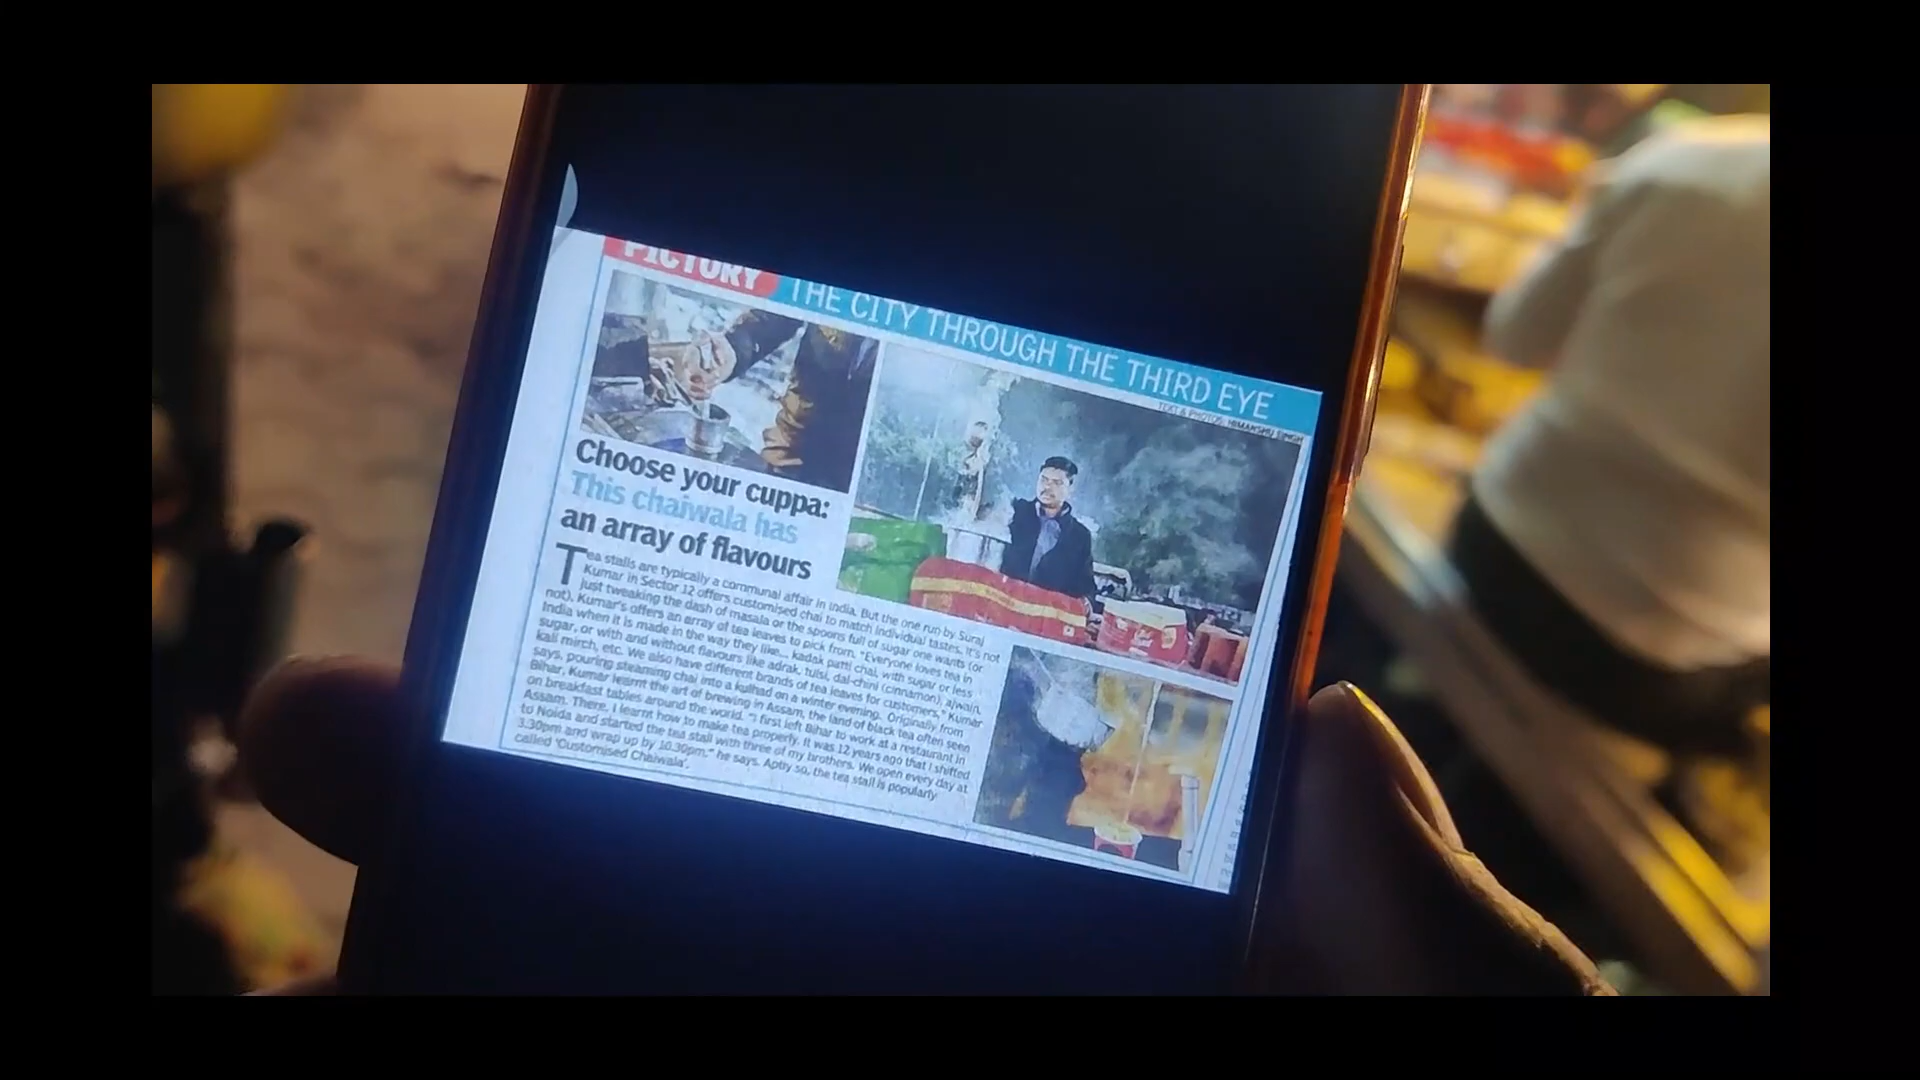 PICTORY THE CITY THROUGH THE THIRD EYE
TEXT & PHOTOS: HIMANSHU SINGH
Choose your cuppa:
This chaiwala has
an array of flavours
Tea stalls are typically a communal affair in India. But the one run by Suraj
Kumar in Sector 12 offers customised chai to match individual tastes. It's not
just tweaking the dash of masala or the spoons full of sugar one wants (or
not). Kumar's offers an array of tea leaves to pick from. "Everyone loves tea in
India when it is made in the way they like... kadak patti chai, with sugar or less
sugar, or with and without flavours like adrak, tulsi, dal-chini (cinnamon), ajwain,
kali mirch, etc. We also have different brands of tea leaves for customers," Kumar
says, pouring steaming chai into a kulhad on a winter evening. Originally from
Bihar, Kumar learnt the art of brewing in Assam, the land of black tea often seen
on breakfast tables around the world. "I first left Bihar to work at a restaurant in
Assam. There, I learnt how to make tea properly. It was 12 years ago that I shifted
to Noida and started the tea stall with three of my brothers. We open every day at
3.30pm and wrap up by 10.30pm," he says. Aptly so, the tea stall is popularly
called 'Customised Chaiwala'.